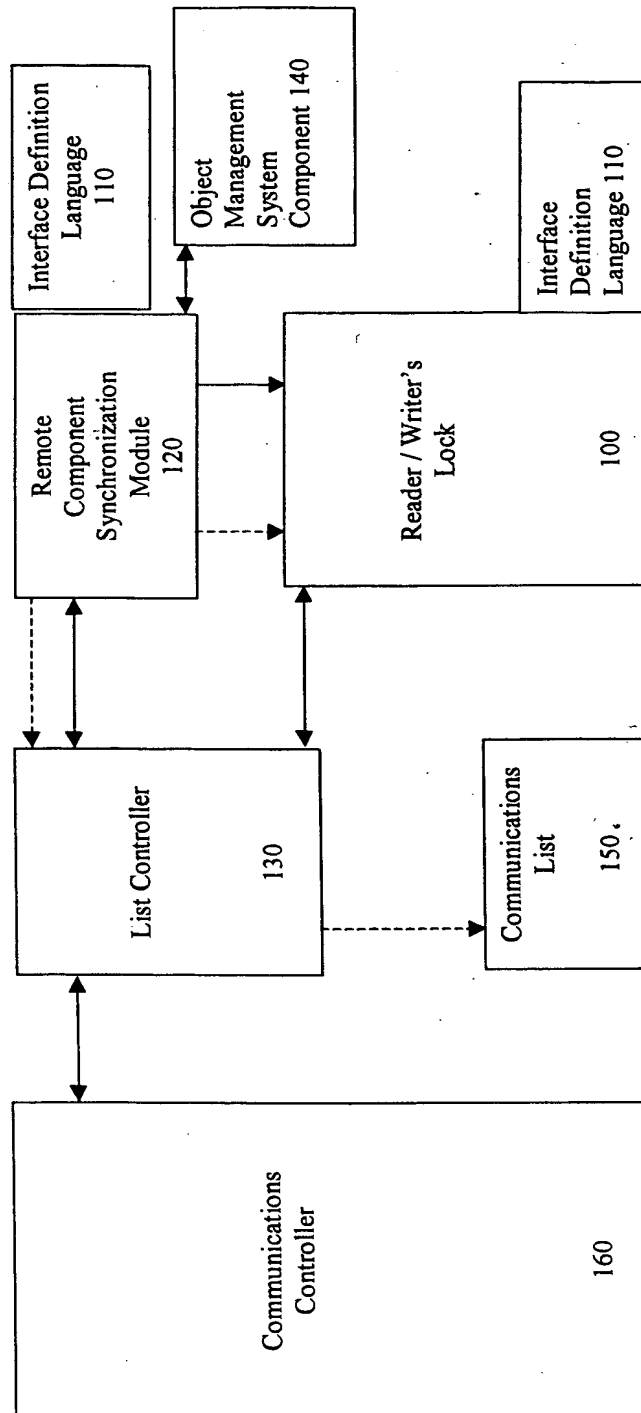 Communications
Controller
160
List Controller
130
Communications
List
150
Remote
Component
Synchronization
Module
120
Reader / Writer's
Lock
100
Interface Definition
Language
110
Object
Management
System
Component 140
Interface
Definition
Language 110